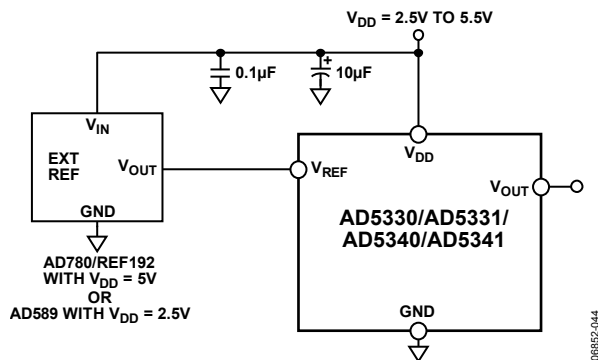 V_DD = 2.5V TO 5.5V
0.1µF
+
10µF
V_IN
EXT
REF
V_OUT
GND
V_REF
V_DD
V_OUT
AD5330/AD5331/
AD5340/AD5341
GND
AD780/REF192
WITH V_DD = 5V
OR
AD589 WITH V_DD = 2.5V
06852-044